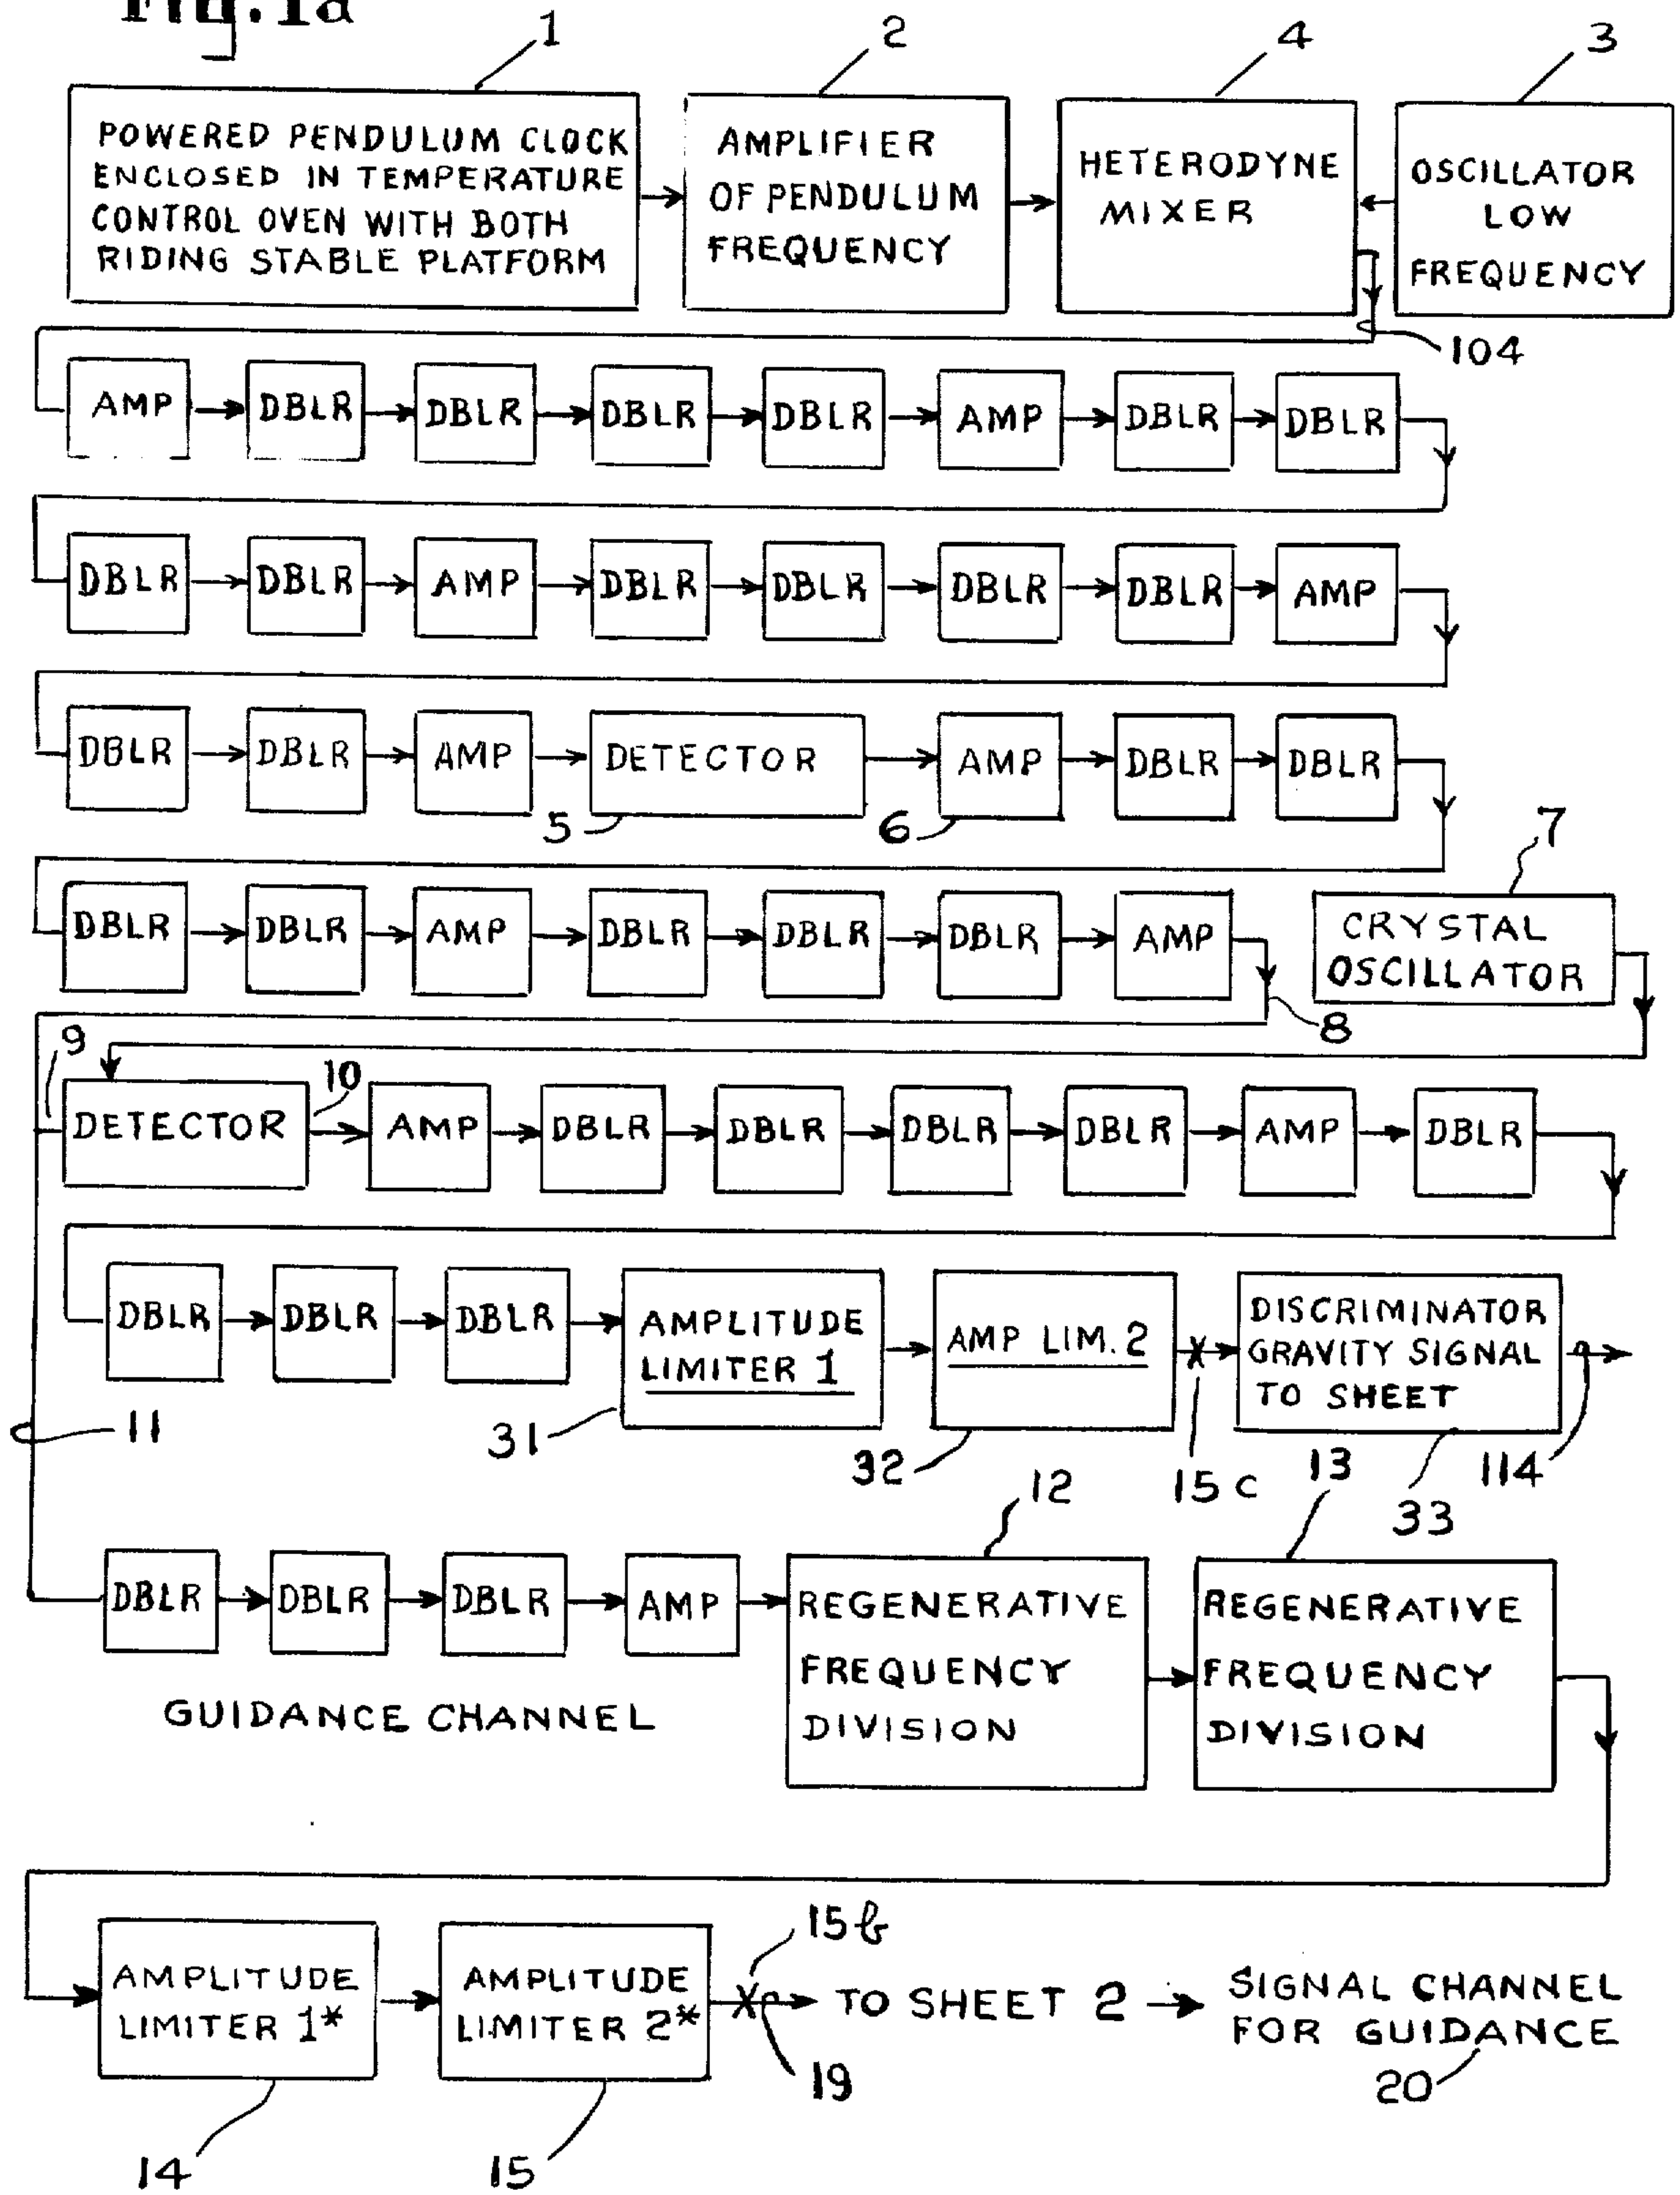 Fig.1a
1
2
4
3
POWERED PENDULUM CLOCK
ENCLOSED IN TEMPERATURE
CONTROL OVEN WITH BOTH
RIDING STABLE PLATFORM
AMPLIFIER
OF PENDULUM
FREQUENCY
HETERODYNE
MIXER
OSCILLATOR
LOW
FREQUENCY
104
AMP
DBLR
DBLR
DBLR
DBLR
AMP
DBLR
DBLR
DBLR
DBLR
AMP
DBLR
DBLR
DBLR
DBLR
AMP
DBLR
DBLR
AMP
DETECTOR
AMP
DBLR
DBLR
5
6
7
DBLR
DBLR
AMP
DBLR
DBLR
DBLR
AMP
CRYSTAL
OSCILLATOR
8
9
10
DETECTOR
AMP
DBLR
DBLR
DBLR
DBLR
AMP
DBLR
DBLR
DBLR
DBLR
AMPLITUDE
LIMITER 1
AMP LIM. 2
DISCRIMINATOR
GRAVITY SIGNAL
TO SHEET
11
31
32
15c
13
33
114
12
DBLR
DBLR
DBLR
AMP
REGENERATIVE
FREQUENCY
DIVISION
REGENERATIVE
FREQUENCY
DIVISION
GUIDANCE CHANNEL
15b
AMPLITUDE
LIMITER 1*
AMPLITUDE
LIMITER 2*
TO SHEET 2
SIGNAL CHANNEL
FOR GUIDANCE
19
20
14
15